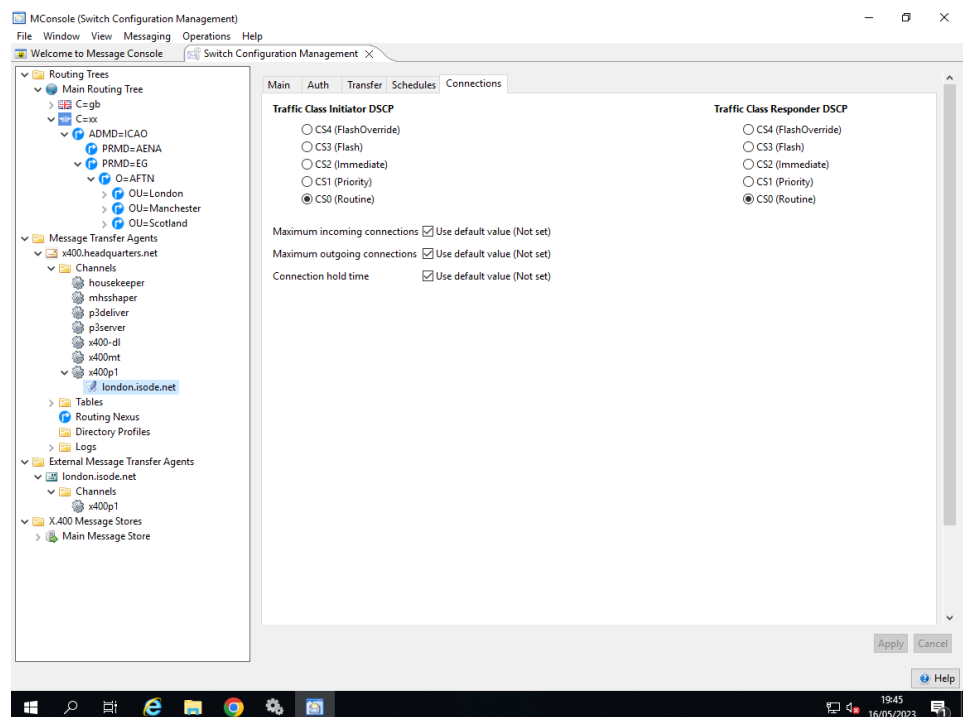 MConsole (Switch Configuration Management)
File Window View Messaging Operations Help
Welcome to Message Console
Switch Configuration Management
Routing Trees
Main Routing Tree
C=gb
C=xx
ADMD=ICAO
PRMD=AENA
PRMD=EG
O=AFTN
OU=London
OU=Manchester
OU=Scotland
Message Transfer Agents
x400.headquarters.net
Channels
housekeeper
mhsshaper
p3deliver
p3server
x400-dl
x400mt
x400p1
london.isode.net
Tables
Routing Nexus
Directory Profiles
Logs
External Message Transfer Agents
london.isode.net
Channels
x400p1
X.400 Message Stores
Main Message Store
Main Auth Transfer Schedules Connections
Traffic Class Initiator DSCP
CS4 (FlashOverride)
CS3 (Flash)
CS2 (Immediate)
CS1 (Priority)
CS0 (Routine)
Traffic Class Responder DSCP
CS4 (FlashOverride)
CS3 (Flash)
CS2 (Immediate)
CS1 (Priority)
CS0 (Routine)
Maximum incoming connections Use default value (Not set)
Maximum outgoing connections Use default value (Not set)
Connection hold time Use default value (Not set)
Apply Cancel
Help
19:45
16/05/2023